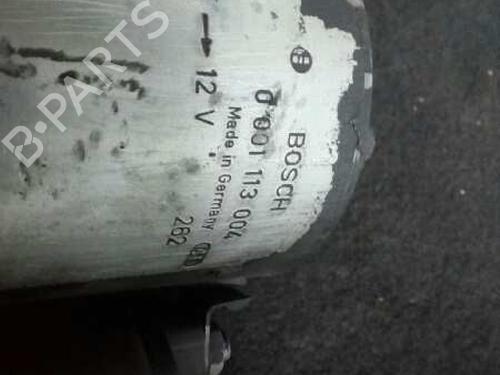 BOSCH
0 001 113 004
Made in Germany
12 V
282
B-PARTS